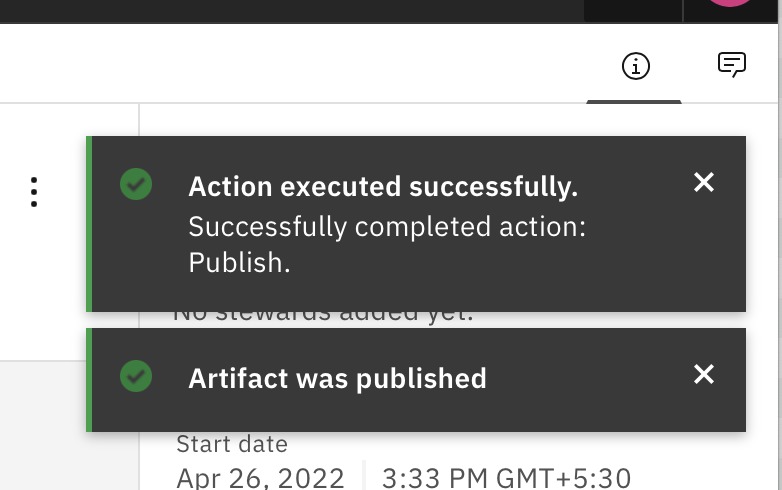 Action executed successfully.
Successfully completed action:
Publish.
No stewards added yet.
Artifact was published
Start date
Apr 26, 2022 3:33 PM GMT+5:30